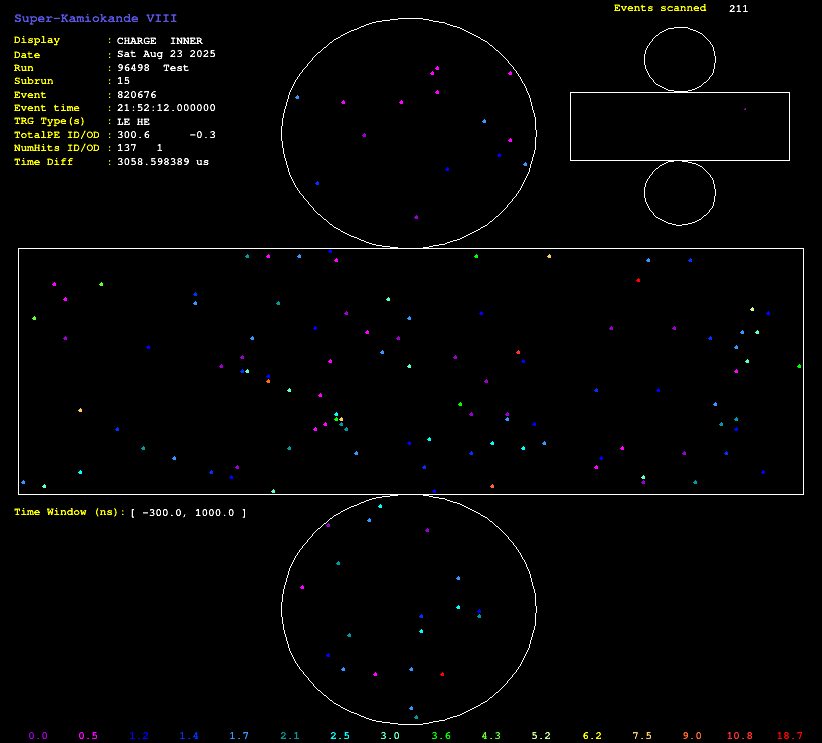 Super-Kamiokande VIII
Events scanned 211
Display : CHARGE INNER
Date : Sat Aug 23 2025
Run : 96498 Test
Subrun : 15
Event : 820676
Event time : 21:52:12.000000
TRG Type(s) : LE HE
TotalPE ID/OD : 300.6 -0.3
NumHits ID/OD : 137 1
Time Diff : 3058.598389 us
Time Window (ns): [ -300.0, 1000.0 ]
0.0 0.5 1.2 1.4 1.7 2.1 2.5 3.0 3.6 4.3 5.2 6.2 7.5 9.0 10.8 18.7